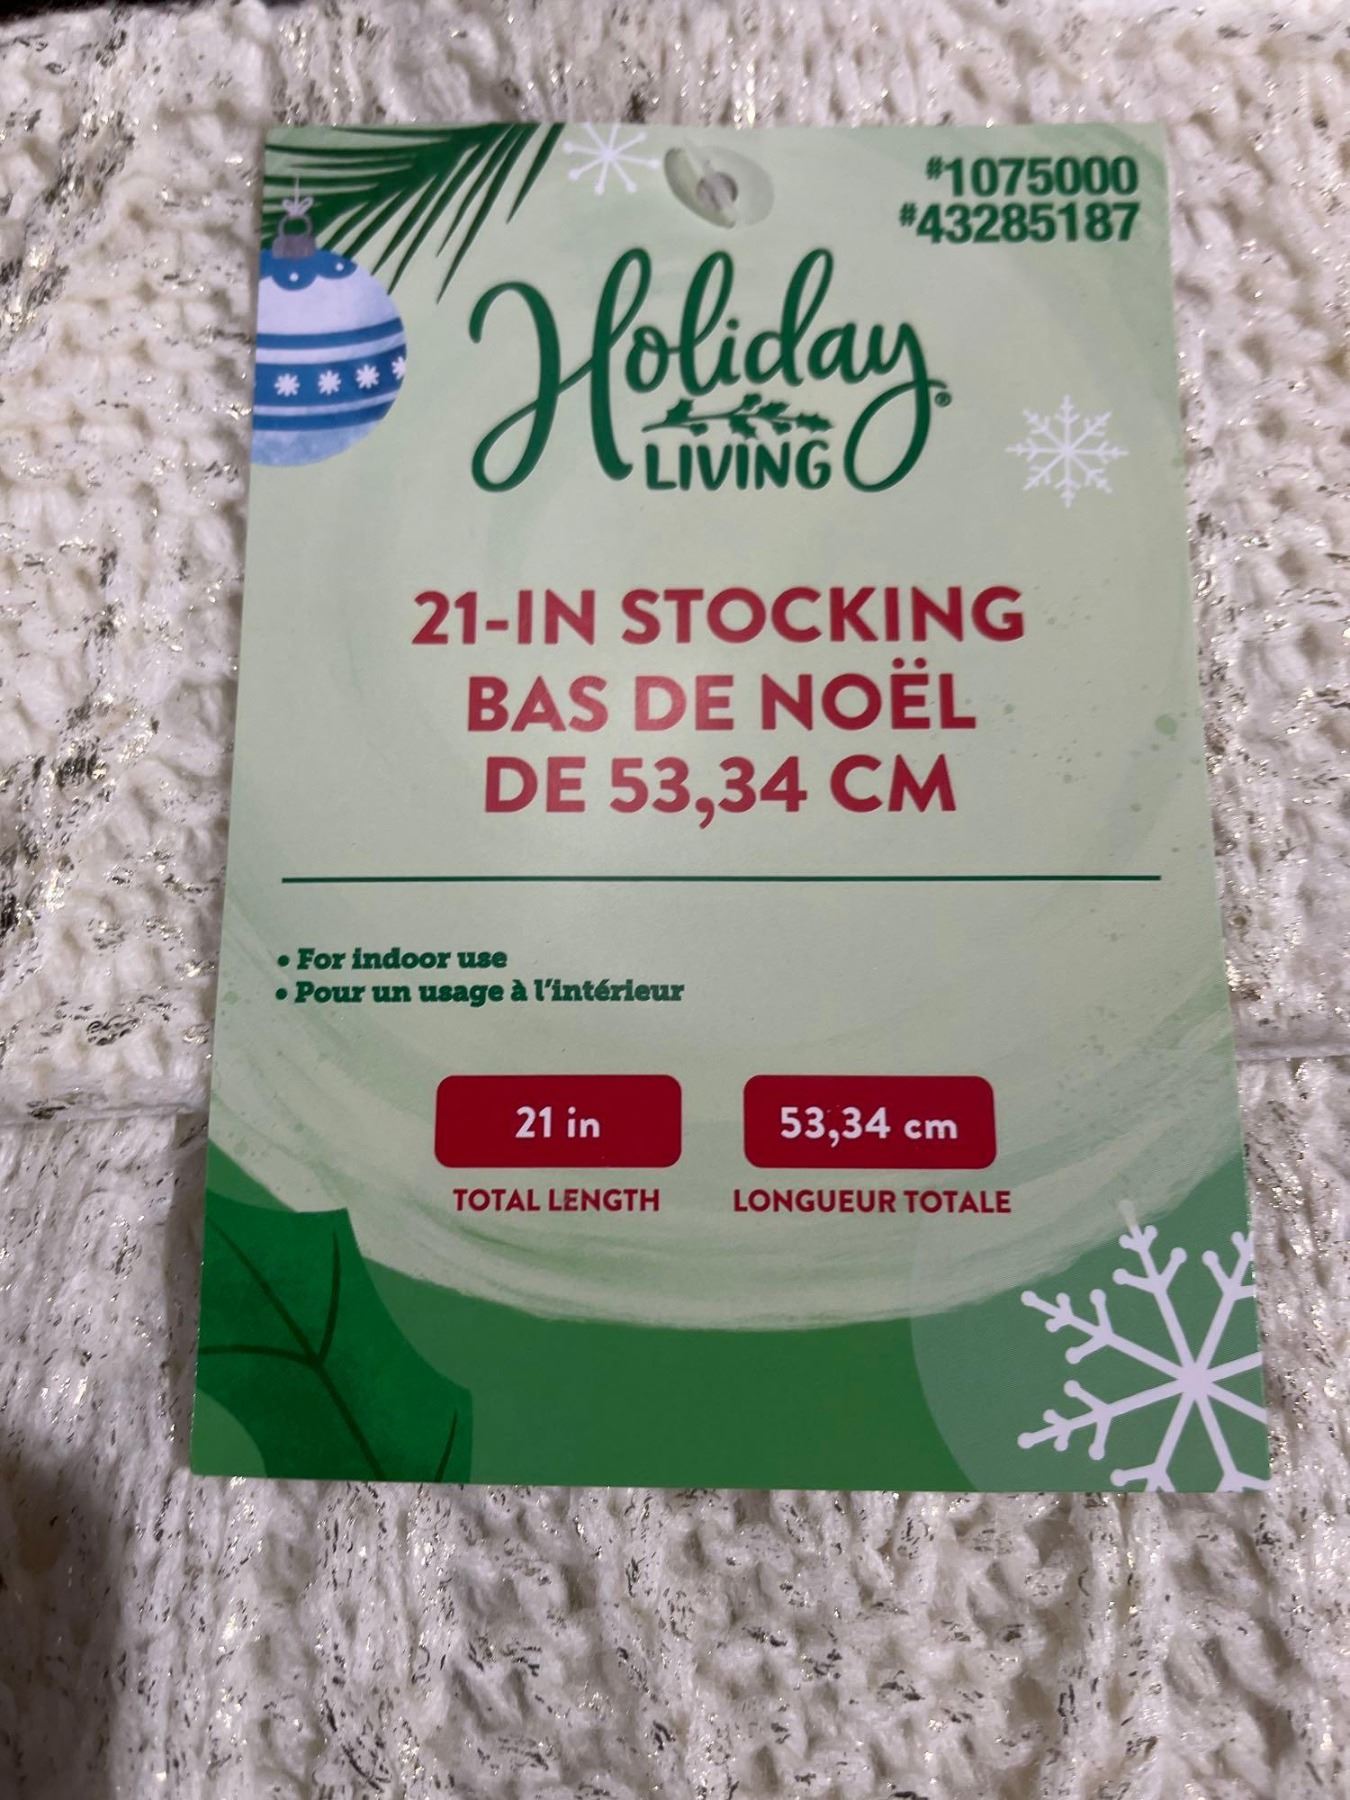 #1075000
#43285187
Holiday®
LIVING
21-IN STOCKING
BAS DE NOËL
DE 53,34 CM
• For indoor use
• Pour un usage à l'intérieur
21 in
TOTAL LENGTH
53,34 cm
LONGUEUR TOTALE